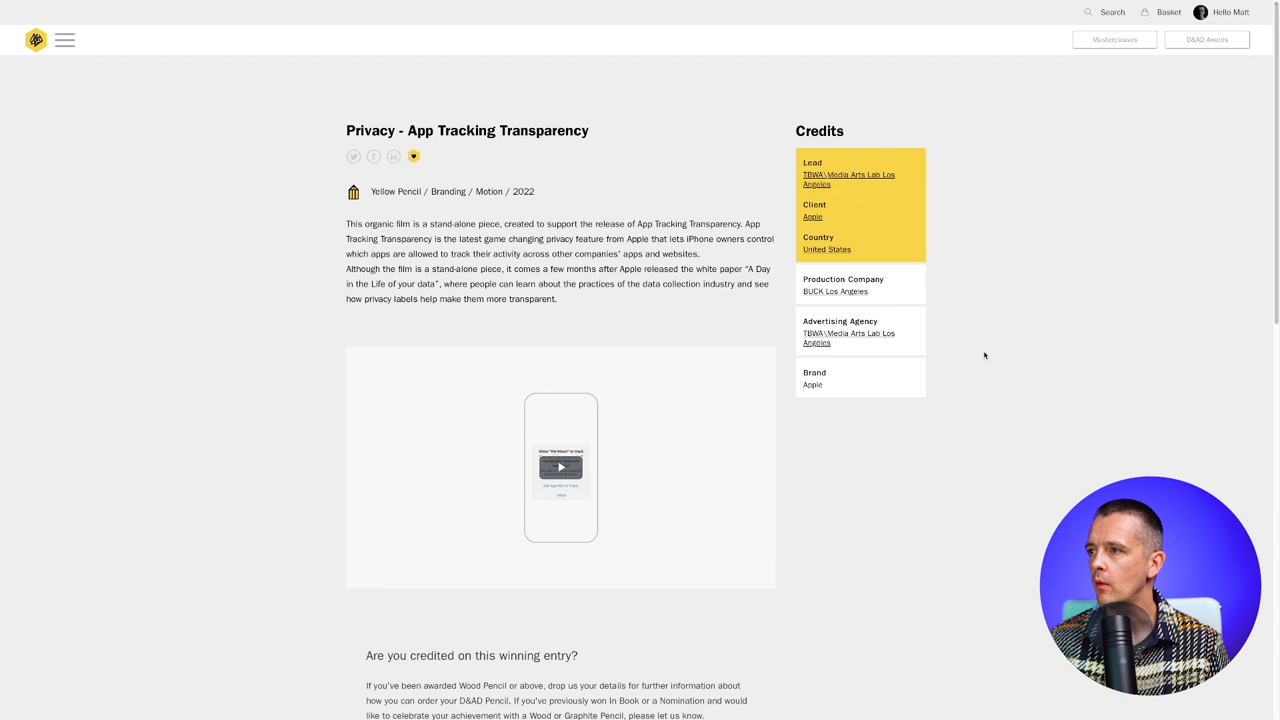 Search
Basket
Hello Matt
Masterclasses
D&AD Awards
Privacy - App Tracking Transparency
Yellow Pencil / Branding / Motion / 2022
This organic film is a stand-alone piece, created to support the release of App Tracking Transparency. App
Tracking Transparency is the latest game changing privacy feature from Apple that lets iPhone owners control
which apps are allowed to track their activity across other companies' apps and websites.
Although the film is a stand-alone piece, it comes a few months after Apple released the white paper “A Day
in the Life of your data”, where people can learn about the practices of the data collection industry and see
how privacy labels help make them more transparent.
Credits
Lead
TBWA\Media Arts Lab Los
Angeles
Client
Apple
Country
United States
Production Company
BUCK Los Angeles
Advertising Agency
TBWA\Media Arts Lab Los
Angeles
Brand
Apple
Ask App Not to Track
Allow
Are you credited on this winning entry?
If you've been awarded Wood Pencil or above, drop us your details for further information about
how you can order your D&AD Pencil. If you've previously won In Book or a Nomination and would
like to celebrate your achievement with a Wood or Graphite Pencil, please let us know.